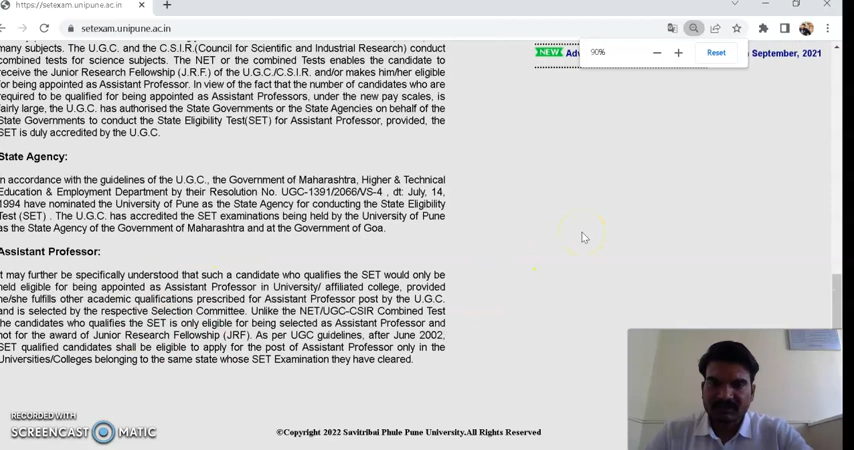 https://setexam.unipune.ac.in
setexam.unipune.ac.in
many subjects. The U.G.C. and the C.S.I.R.(Council for Scientific and Industrial Research) conduct
combined tests for science subjects. The NET or the combined Tests enables the candidate to
receive the Junior Research Fellowship (J.R.F.) of the U.G.C./C.S.I.R. and/or makes him/her eligible
for being appointed as Assistant Professor. In view of the fact that the number of candidates who are
required to be qualified for being appointed as Assistant Professors, under the new pay scales, is
fairly large, the U.G.C. has authorised the State Governments or the State Agencies on behalf of the
State Governments to conduct the State Eligibility Test(SET) for Assistant Professor, provided, the
SET is duly accredited by the U.G.C.
NEW Adv
90%
Reset
September, 2021
State Agency:
In accordance with the guidelines of the U.G.C., the Government of Maharashtra, Higher & Technical
Education & Employment Department by their Resolution No. UGC-1391/2066/VS-4 , dt: July, 14,
1994 have nominated the University of Pune as the State Agency for conducting the State Eligibility
Test (SET) . The U.G.C. has accredited the SET examinations being held by the University of Pune
as the State Agency of the Government of Maharashtra and at the Government of Goa.
Assistant Professor:
It may further be specifically understood that such a candidate who qualifies the SET would only be
held eligible for being appointed as Assistant Professor in University/ affiliated college, provided
he/she fulfills other academic qualifications prescribed for Assistant Professor post by the U.G.C.
and is selected by the respective Selection Committee. Unlike the NET/UGC-CSIR Combined Test
the candidates who qualifies the SET is only eligible for being selected as Assistant Professor and
not for the award of Junior Research Fellowship (JRF). As per UGC guidelines, after June 2002,
SET qualified candidates shall be eligible to apply for the post of Assistant Professor only in the
Universities/Colleges belonging to the same state whose SET Examination they have cleared.
©Copyright 2022 Savitribai Phule Pune University.All Rights Reserved
RECORDED WITH
SCREENCAST MATIC